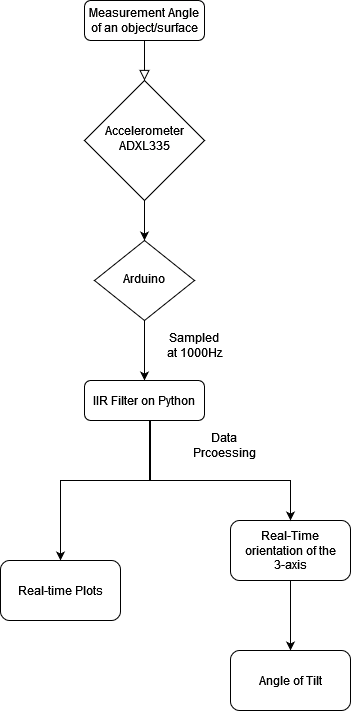 Measurement Angle
of an object/surface
Accelerometer
ADXL335
Arduino
Sampled
at 1000Hz
IIR Filter on Python
Data
Prcoessing
Real-time Plots
Real-Time
orientation of the
3-axis
Angle of Tilt